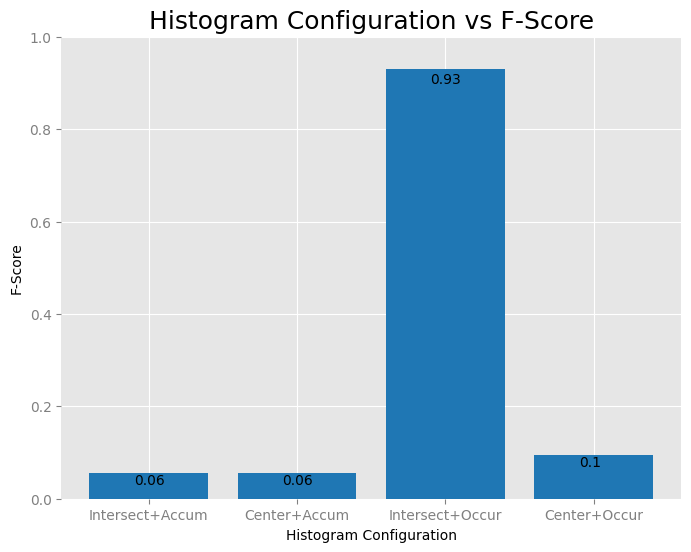 Histogram Configuration vs F-Score
1.0
0.8
0.6
0.4
0.2
0.0
F-Score
0.06
0.06
0.93
0.1
Intersect+Accum
Center+Accum
Intersect+Occur
Center+Occur
Histogram Configuration